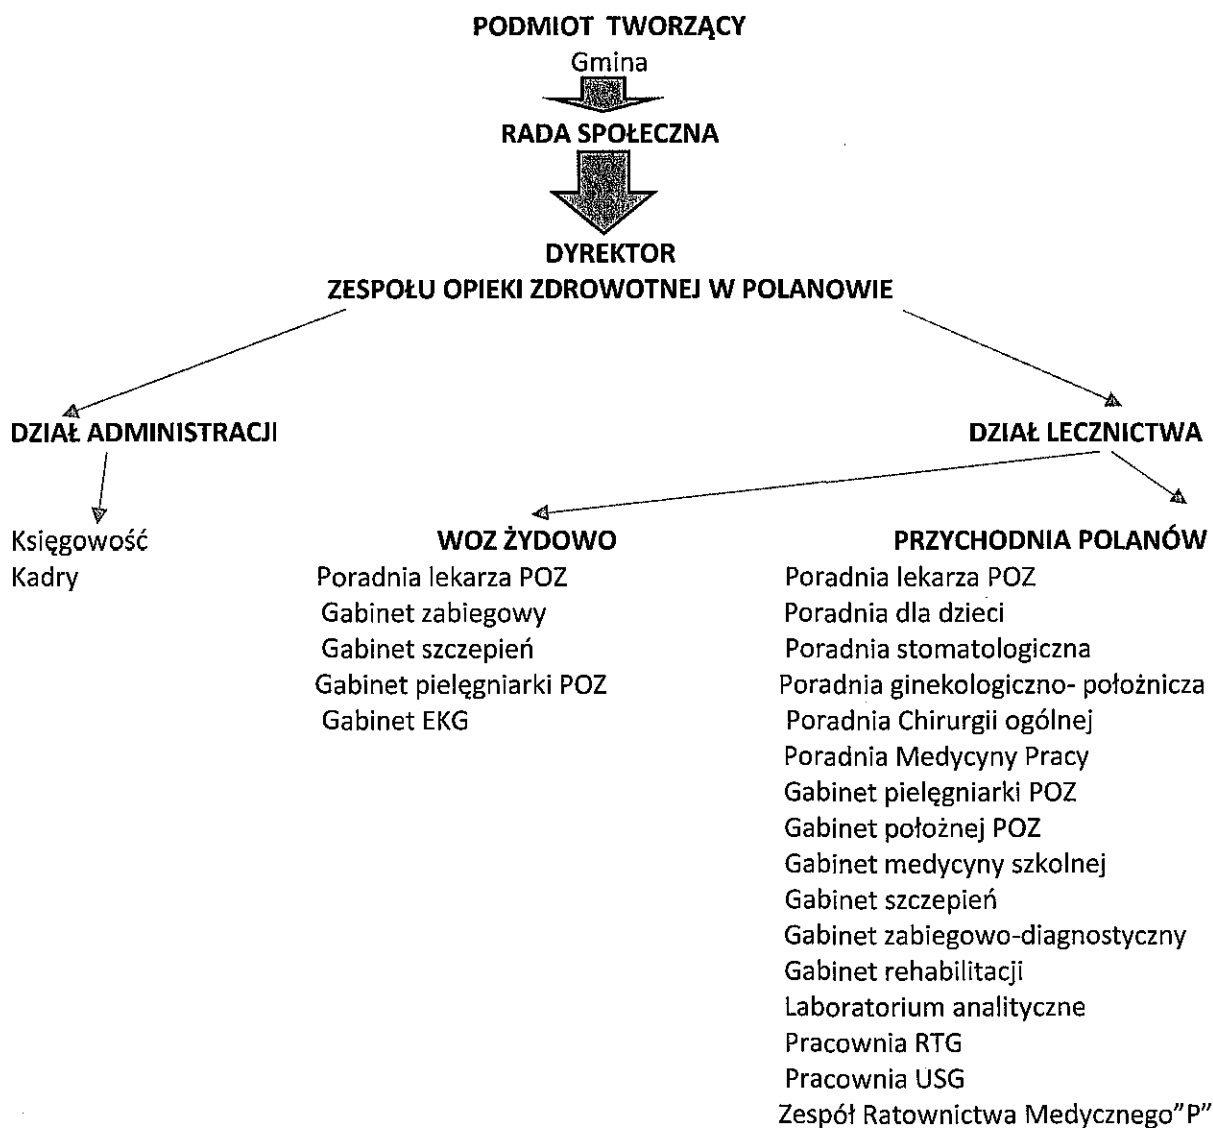 PODMIOT TWORZĄCY
Gmina
RADA SPOŁECZNA
DYREKTOR
ZESPOŁU OPIEKI ZDROWOTNEJ W POLANOWIE
DZIAŁ ADMINISTRACJI
Księgowość
Kadry
DZIAŁ LECZNICTWA
WOZ ŻYDOWO
Poradnia lekarza POZ
Gabinet zabiegowy
Gabinet szczepień
Gabinet pielęgniarki POZ
Gabinet EKG
PRZYCHODNIA POLANÓW
Poradnia lekarza POZ
Poradnia dla dzieci
Poradnia stomatologiczna
Poradnia ginekologiczno- położnicza
Poradnia Chirurgii ogólnej
Poradnia Medycyny Pracy
Gabinet pielęgniarki POZ
Gabinet położnej POZ
Gabinet medycyny szkolnej
Gabinet szczepień
Gabinet zabiegowo-diagnostyczny
Gabinet rehabilitacji
Laboratorium analityczne
Pracownia RTG
Pracownia USG
Zespół Ratownictwa Medycznego”P”